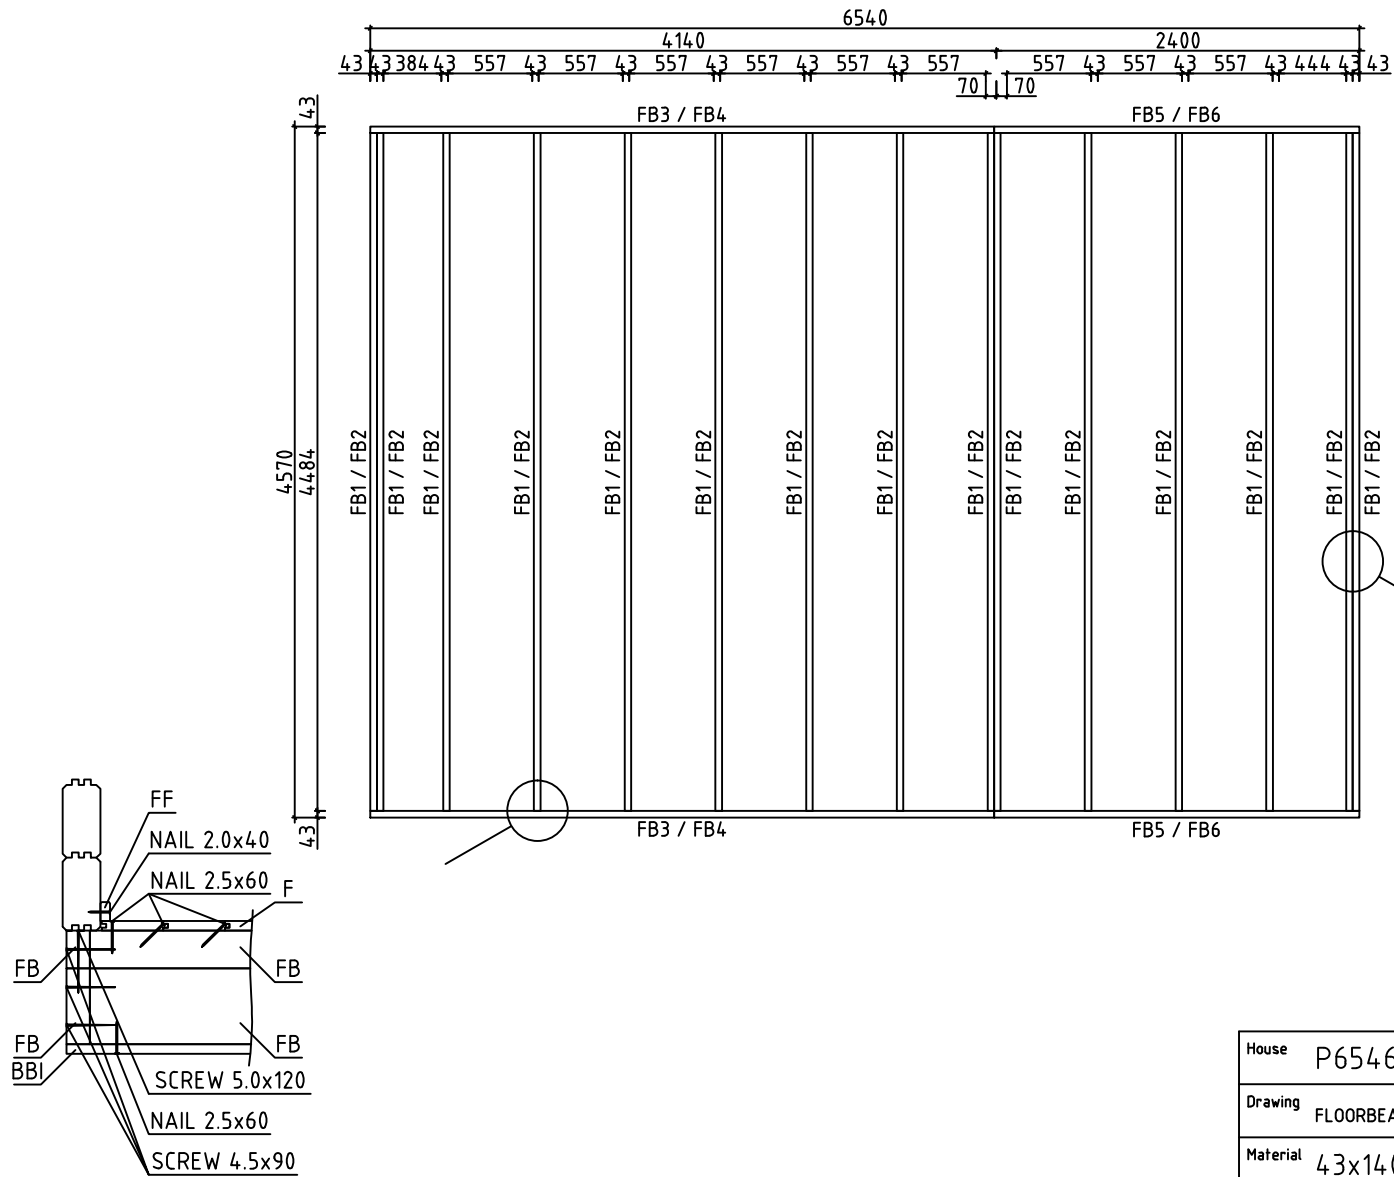 6540
4140 2400
43 43 384 43 557 43 557 43 557 43 557 43 557 43 557 557 43 557 43 557 43 444 43 43
70 70
43
FB3 / FB4 FB5 / FB6
4570
4484
FB1 / FB2 FB1 / FB2 FB1 / FB2 FB1 / FB2 FB1 / FB2 FB1 / FB2 FB1 / FB2 FB1 / FB2 FB1 / FB2 FB1 / FB2 FB1 / FB2 FB1 / FB2 FB1 / FB2 FB1 / FB2 FB1 / FB2
43
FB3 / FB4 FB5 / FB6
FF
NAIL 2.0x40
NAIL 2.5x60 F
FB FB
FB FB
BBI
SCREW 5.0x120
NAIL 2.5x60
SCREW 4.5x90
House P6546
Drawing FLOORBEA
Material 43x140